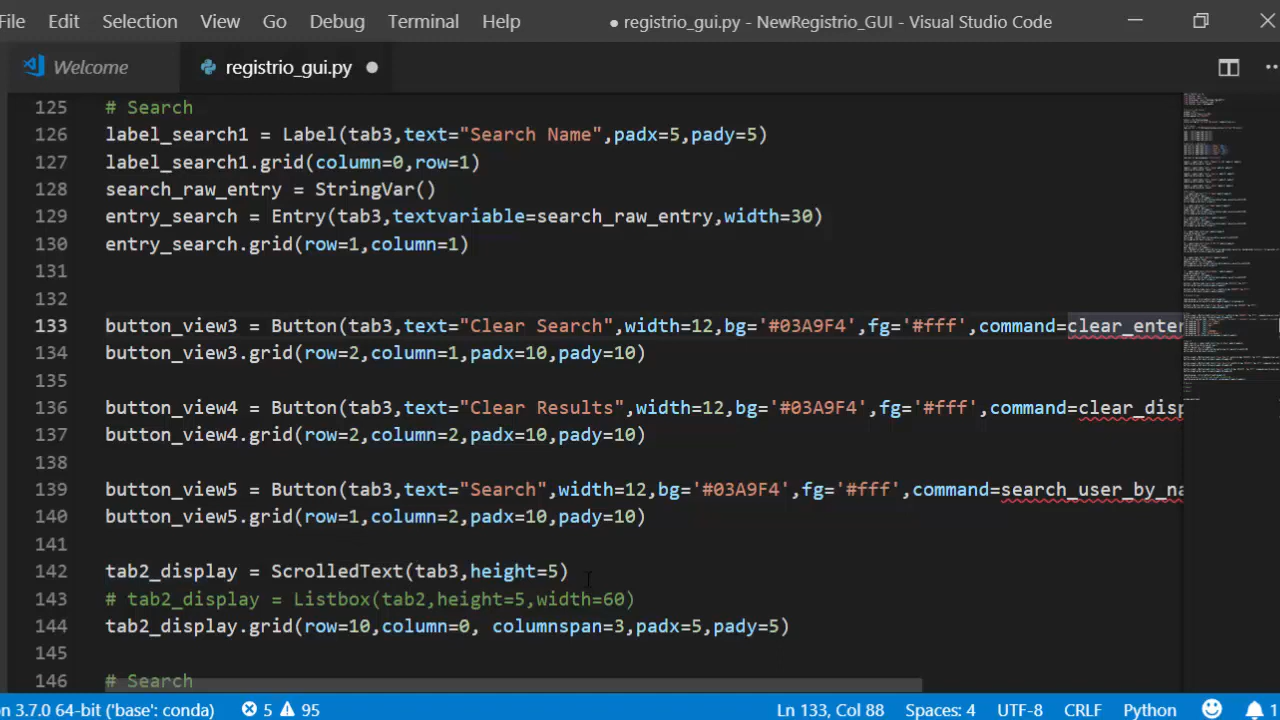 File Edit Selection View Go Debug Terminal Help ● registrio_gui.py - NewRegistrio_GUI - Visual Studio Code
Welcome registrio_gui.py
125 # Search
126 label_search1 = Label(tab3,text="Search Name",padx=5,pady=5)
127 label_search1.grid(column=0,row=1)
128 search_raw_entry = StringVar()
129 entry_search = Entry(tab3,textvariable=search_raw_entry,width=30)
130 entry_search.grid(row=1,column=1)
131
132
133 button_view3 = Button(tab3,text="Clear Search",width=12,bg='#03A9F4',fg='#fff',command=clear_enter
134 button_view3.grid(row=2,column=1,padx=10,pady=10)
135
136 button_view4 = Button(tab3,text="Clear Results",width=12,bg='#03A9F4',fg='#fff',command=clear_disp
137 button_view4.grid(row=2,column=2,padx=10,pady=10)
138
139 button_view5 = Button(tab3,text="Search",width=12,bg='#03A9F4',fg='#fff',command=search_user_by_na
140 button_view5.grid(row=1,column=2,padx=10,pady=10)
141
142 tab2_display = ScrolledText(tab3,height=5)
143 # tab2_display = Listbox(tab2,height=5,width=60)
144 tab2_display.grid(row=10,column=0, columnspan=3,padx=5,pady=5)
145
146 # Search
n 3.7.0 64-bit ('base': conda) 5 95 Ln 133, Col 88 Spaces: 4 UTF-8 CRLF Python 1